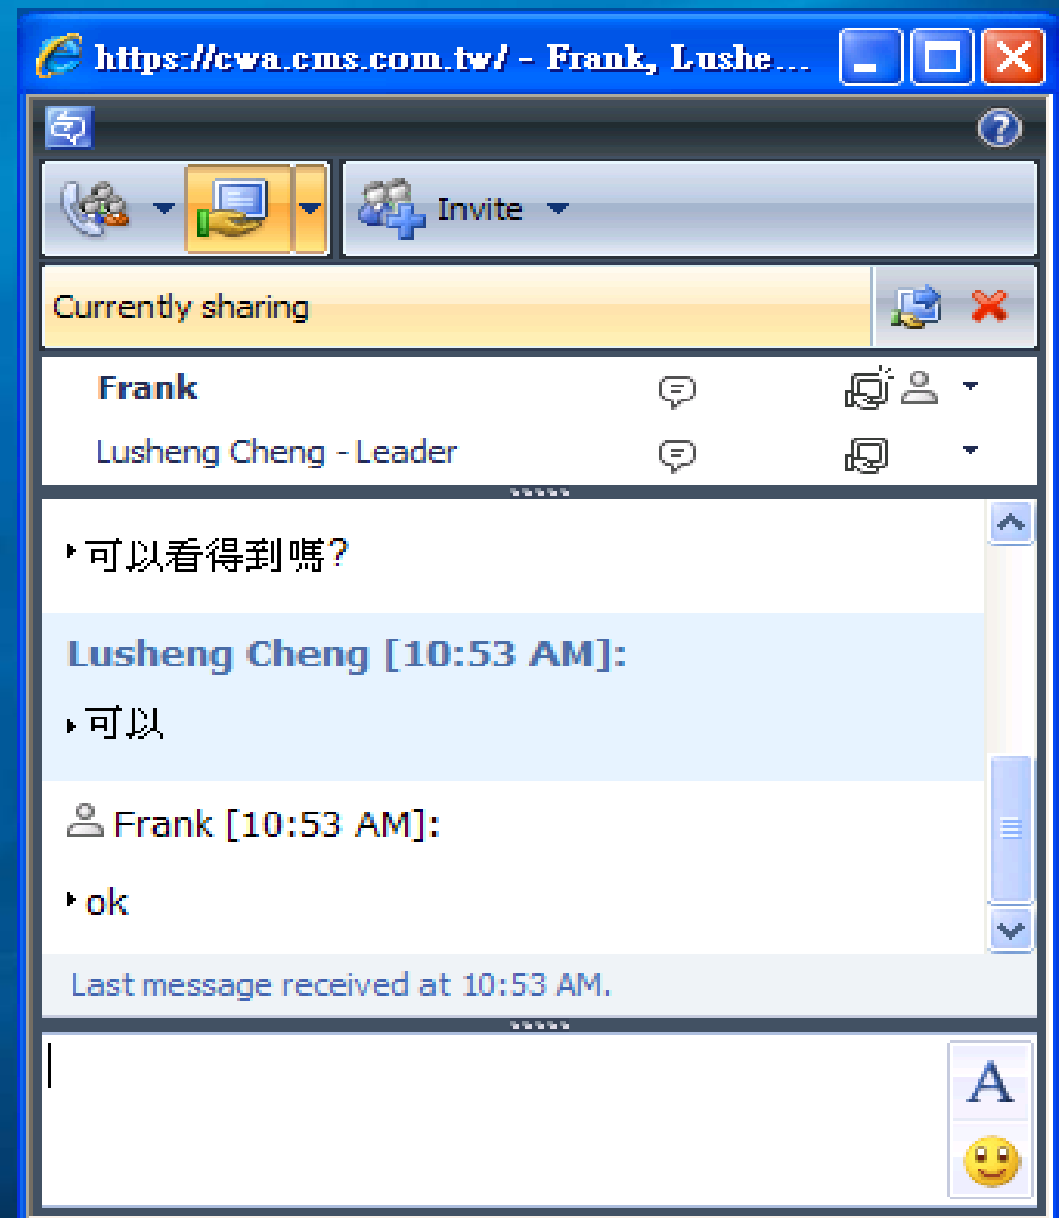 https://cwa.cms.com.tw/ - Frank, Lushe...
Invite
Currently sharing
Frank
Lusheng Cheng - Leader
可以看得到嗎?
Lusheng Cheng [10:53 AM]:
可以
Frank [10:53 AM]:
ok
Last message received at 10:53 AM.
A